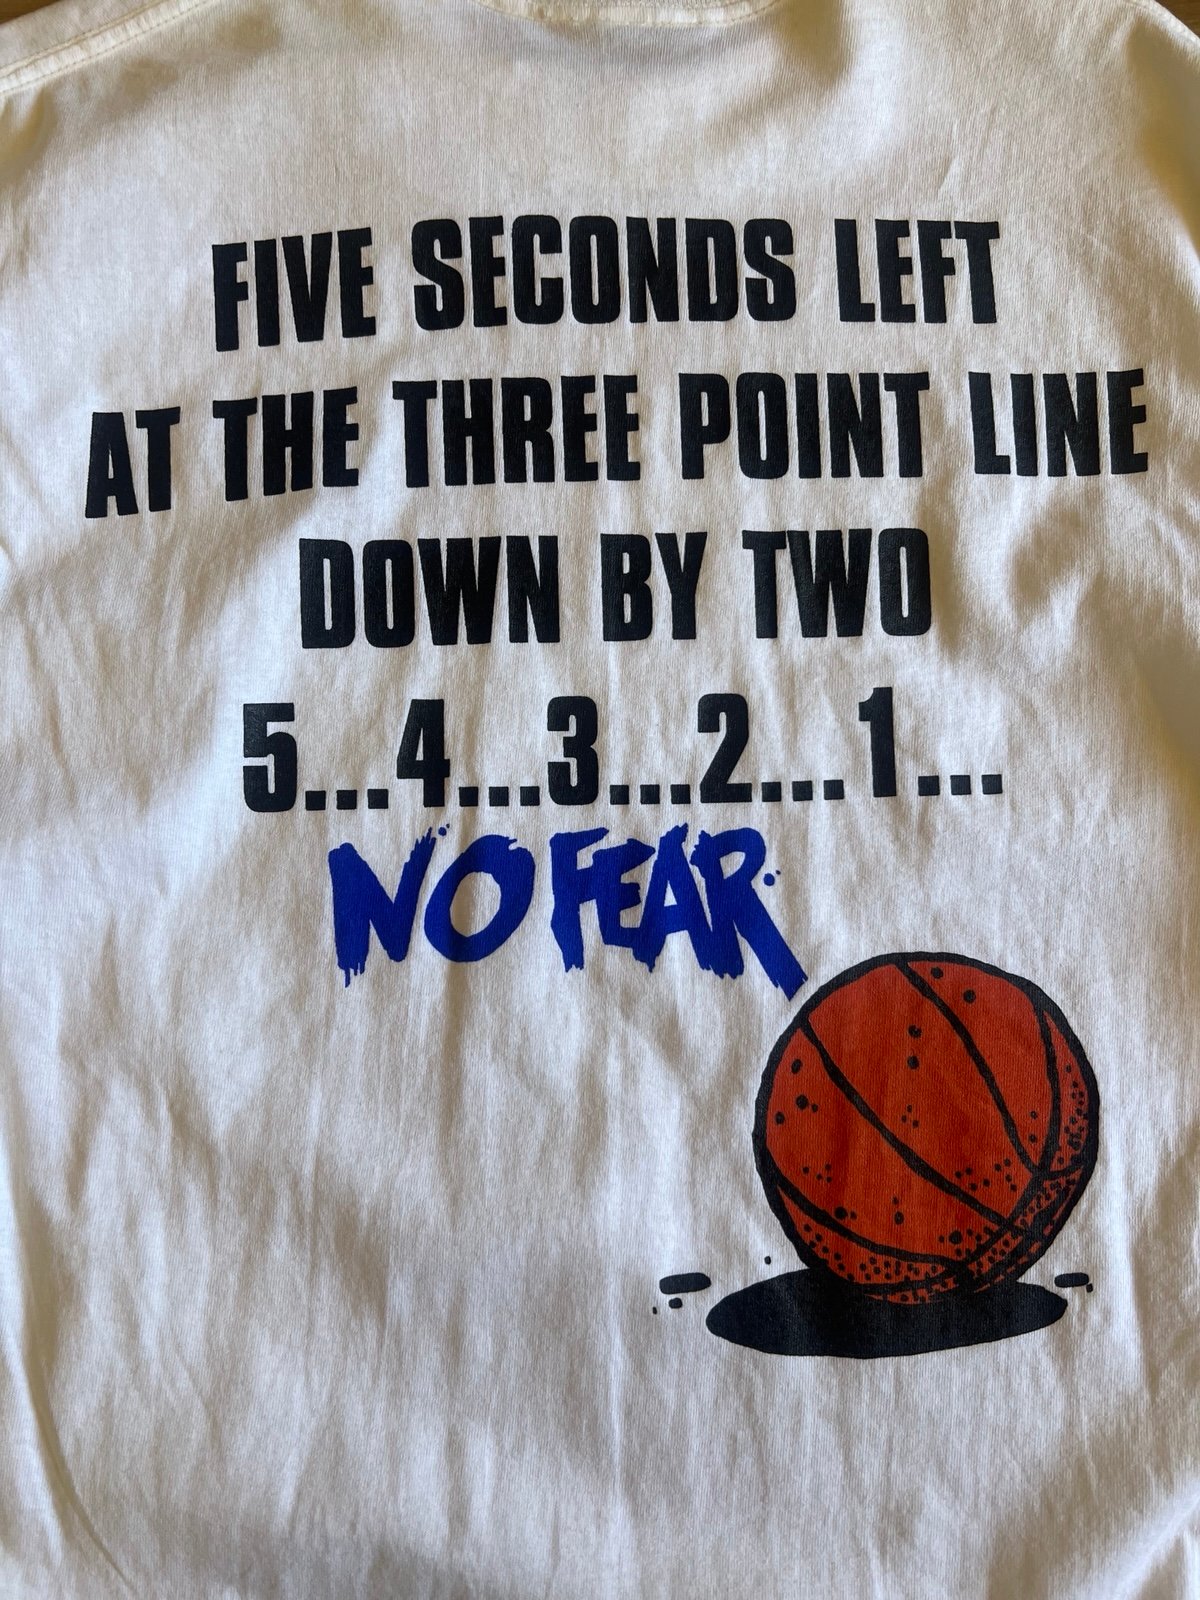 FIVE SECONDS LEFT
AT THE THREE POINT LINE
DOWN BY TWO
5...4...3...2...1...
NO FEAR